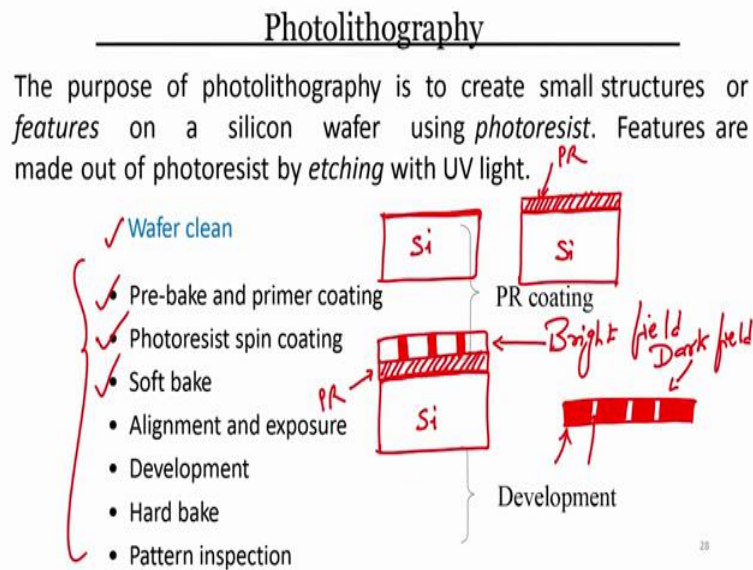 Photolithography
The purpose of photolithography is to create small structures or
features on a silicon wafer using photoresist. Features are
made out of photoresist by etching with UV light.
PR
Wafer clean
Si
Si
Pre-bake and primer coating
PR coating
Photoresist spin coating
Bright field
Dark field
Soft bake
PR
Si
Alignment and exposure
Development
Development
Hard bake
Pattern inspection
28